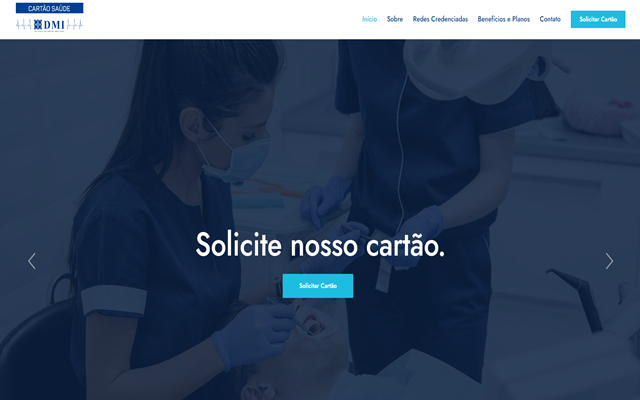 CARTÃO SAÚDE
DMI
Início Sobre Redes Credenciadas Benefícios e Planos Contato Solicitar Cartão
Solicite nosso cartão.
Solicitar Cartão